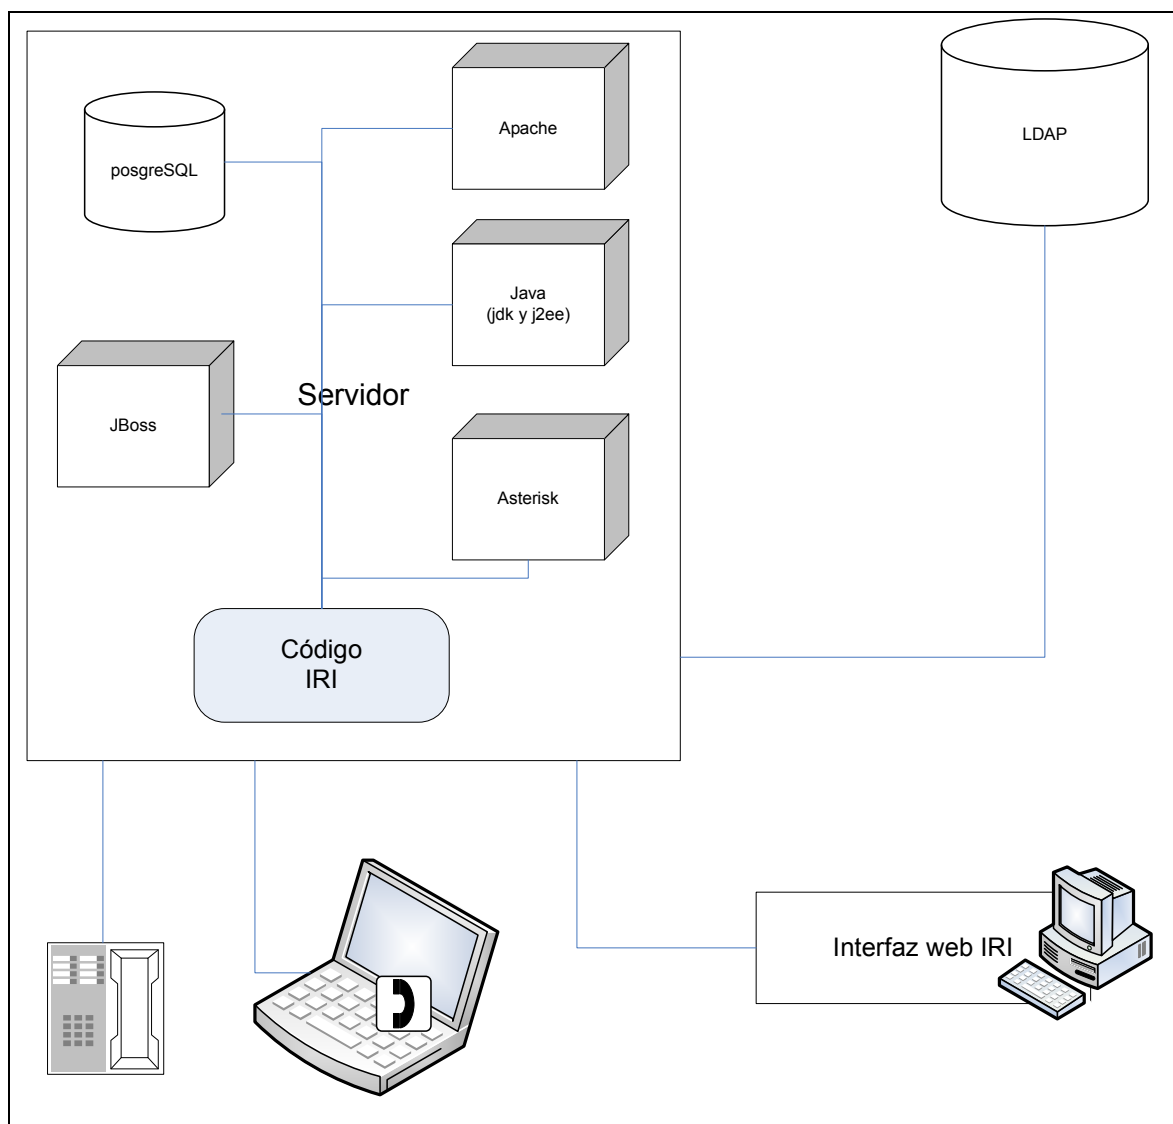 Apache
LDAP
posgreSQL
Java
(jdk y j2ee)
Servidor
JBoss
Asterisk
Código
IRI
Interfaz web IRI